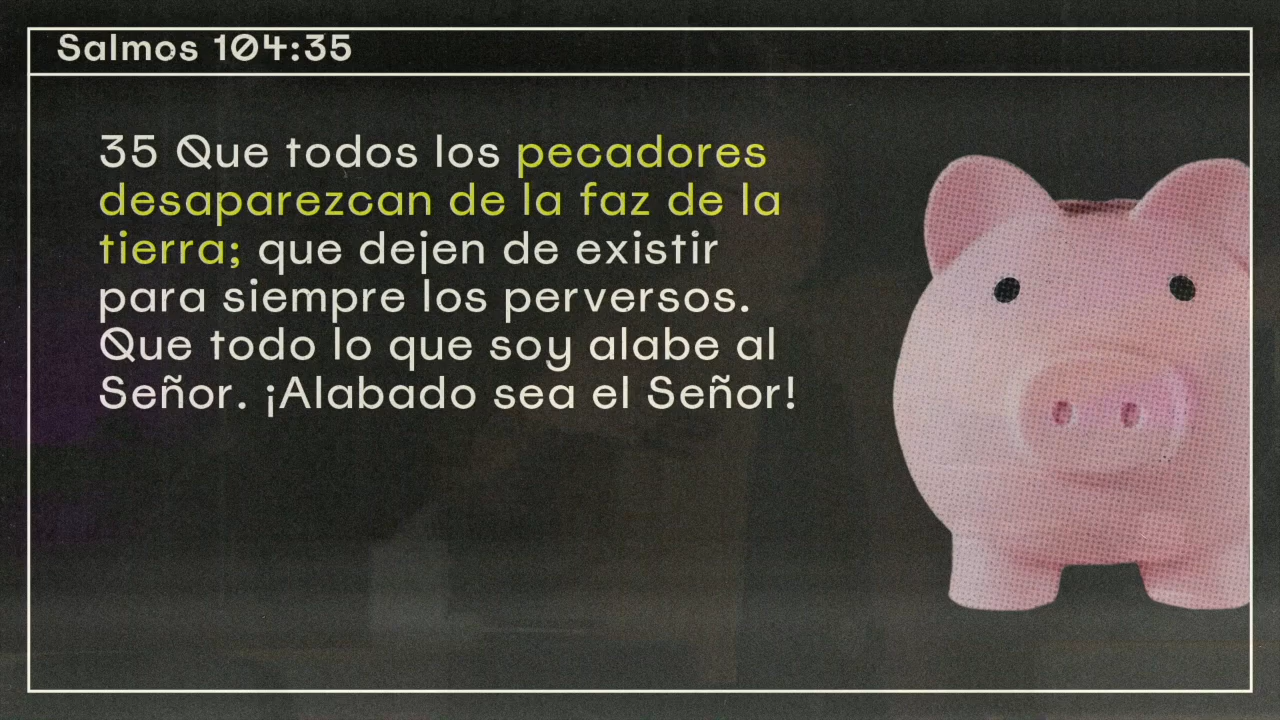 Salmos 104:35
35 Que todos los pecadores
desaparezcan de la faz de la
tierra; que dejen de existir
para siempre los perversos.
Que todo lo que soy alabe al
Señor. ¡Alabado sea el Señor!